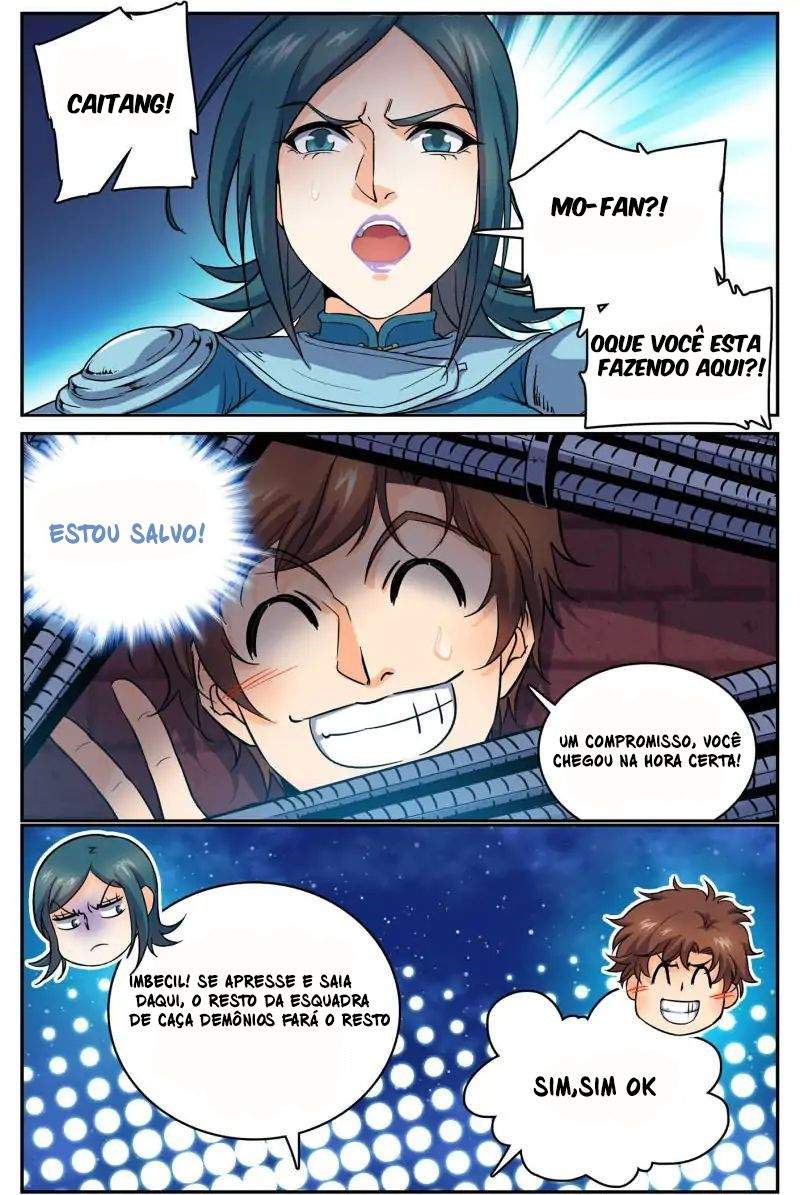 CAITANG!
MO-FAN?!
OQUE VOCÊ ESTA
FAZENDO AQUI?!
ESTOU SALVO!
UM COMPROMISSO, VOCÊ
CHEGOU NA HORA CERTA!
IMBECIL! SE APRESSE E SAIA
DAQUI, O RESTO DA ESQUADRA
DE CAÇA DEMÔNIOS FARÁ O RESTO
SIM,SIM OK